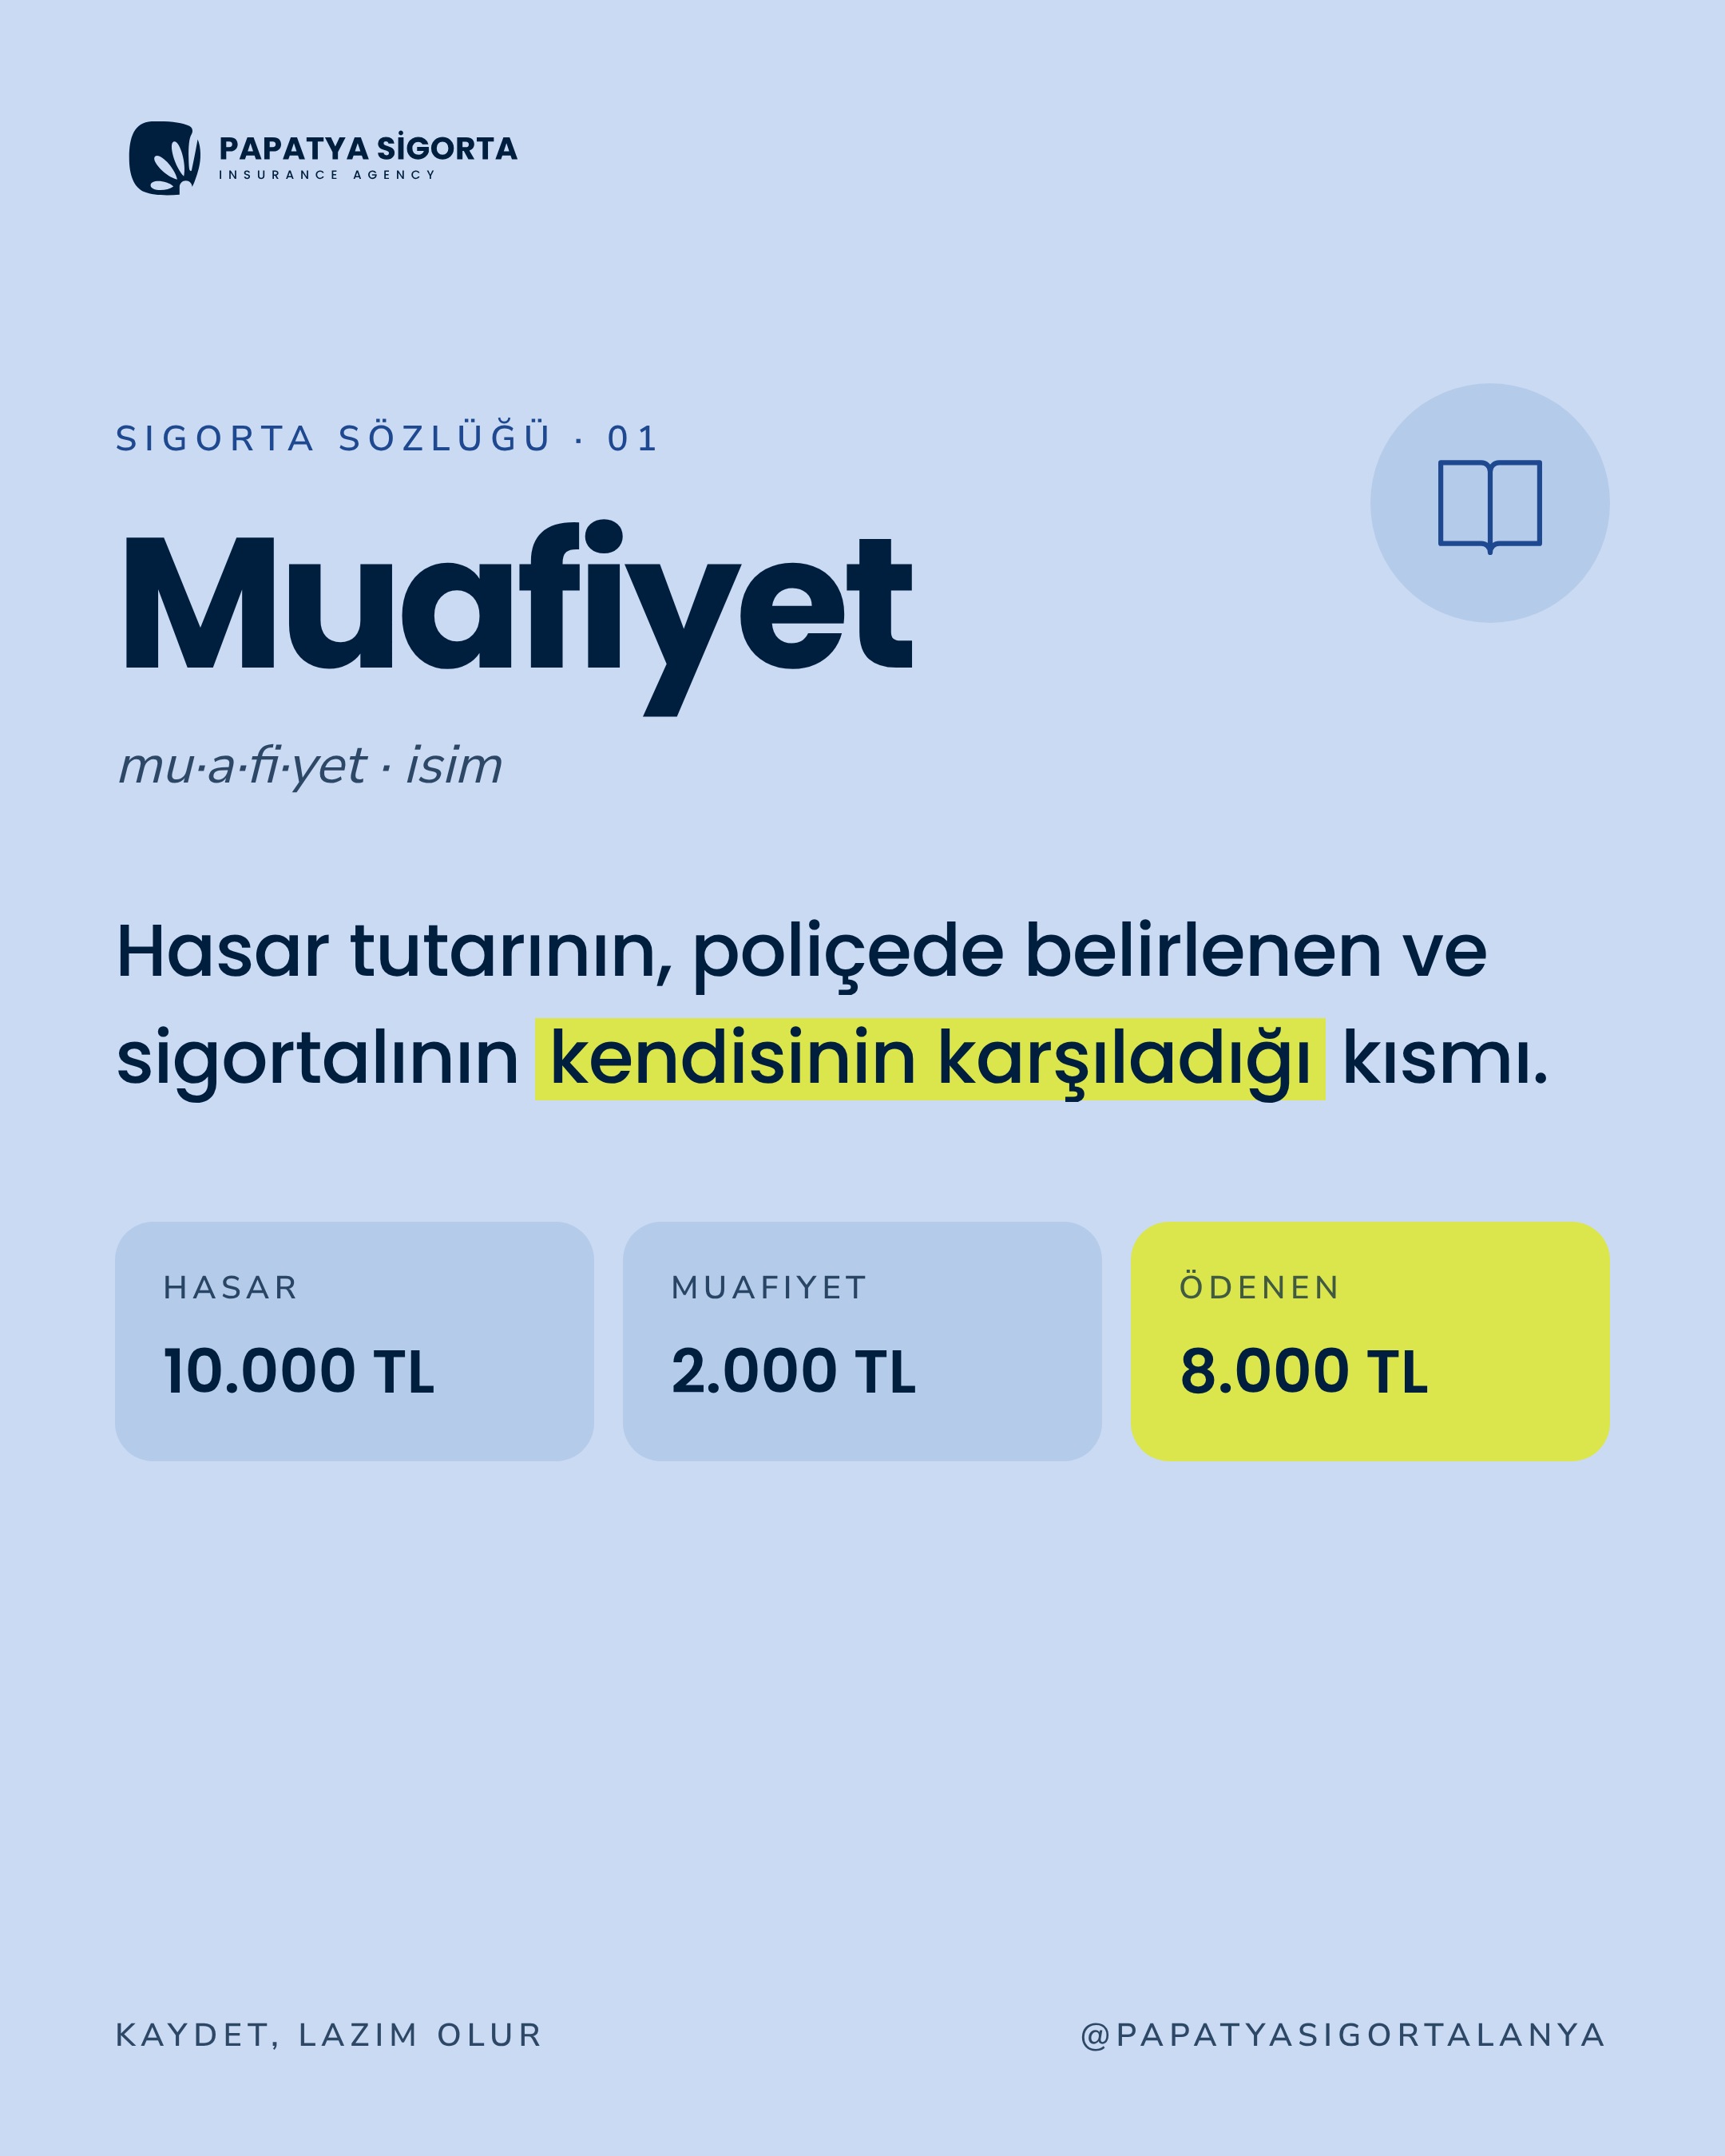 PAPATYA SİGORTA
INSURANCE AGENCY
SIGORTA SÖZLÜĞÜ · 01
Muafiyet
mu·a·fi·yet · isim
Hasar tutarının, poliçede belirlenen ve
sigortalının kendisinin karşıladığı kısmı.
HASAR
10.000 TL
MUAFIYET
2.000 TL
ÖDENEN
8.000 TL
KAYDET, LAZIM OLUR
@PAPATYASIGORTALANYA